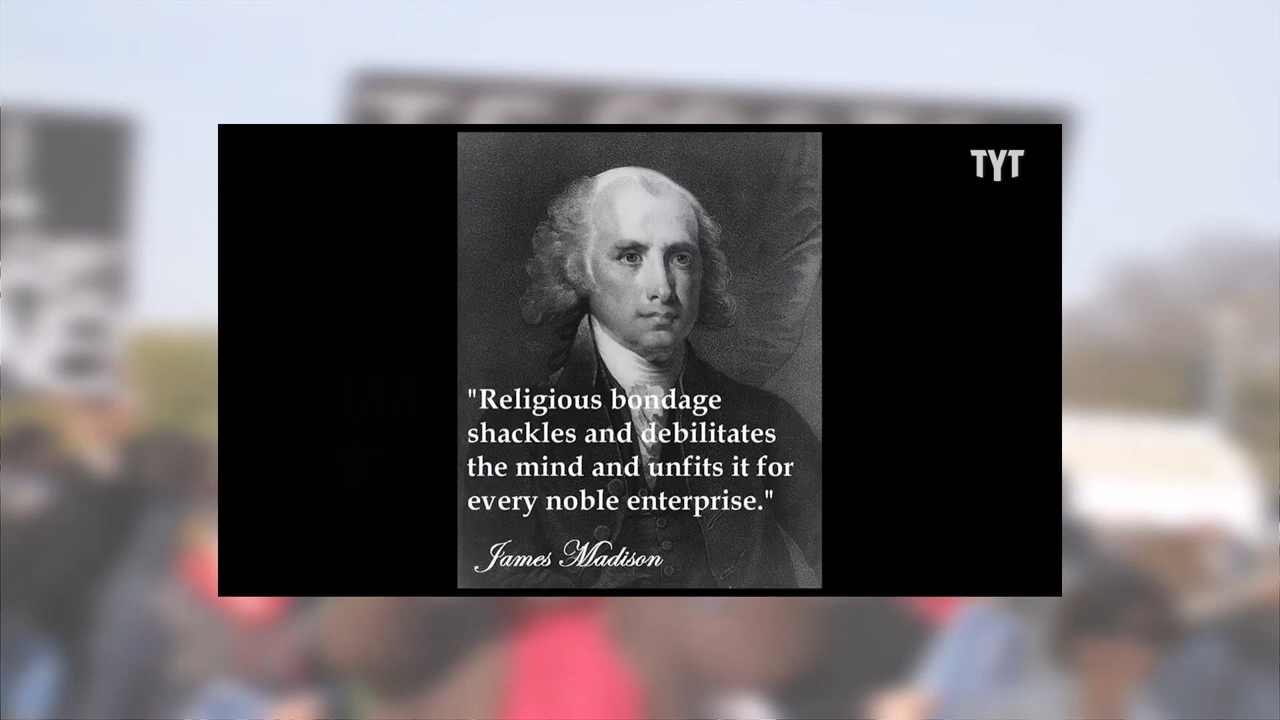 TYT
"Religious bondage
shackles and debilitates
the mind and unfits it for
every noble enterprise."
James Madison